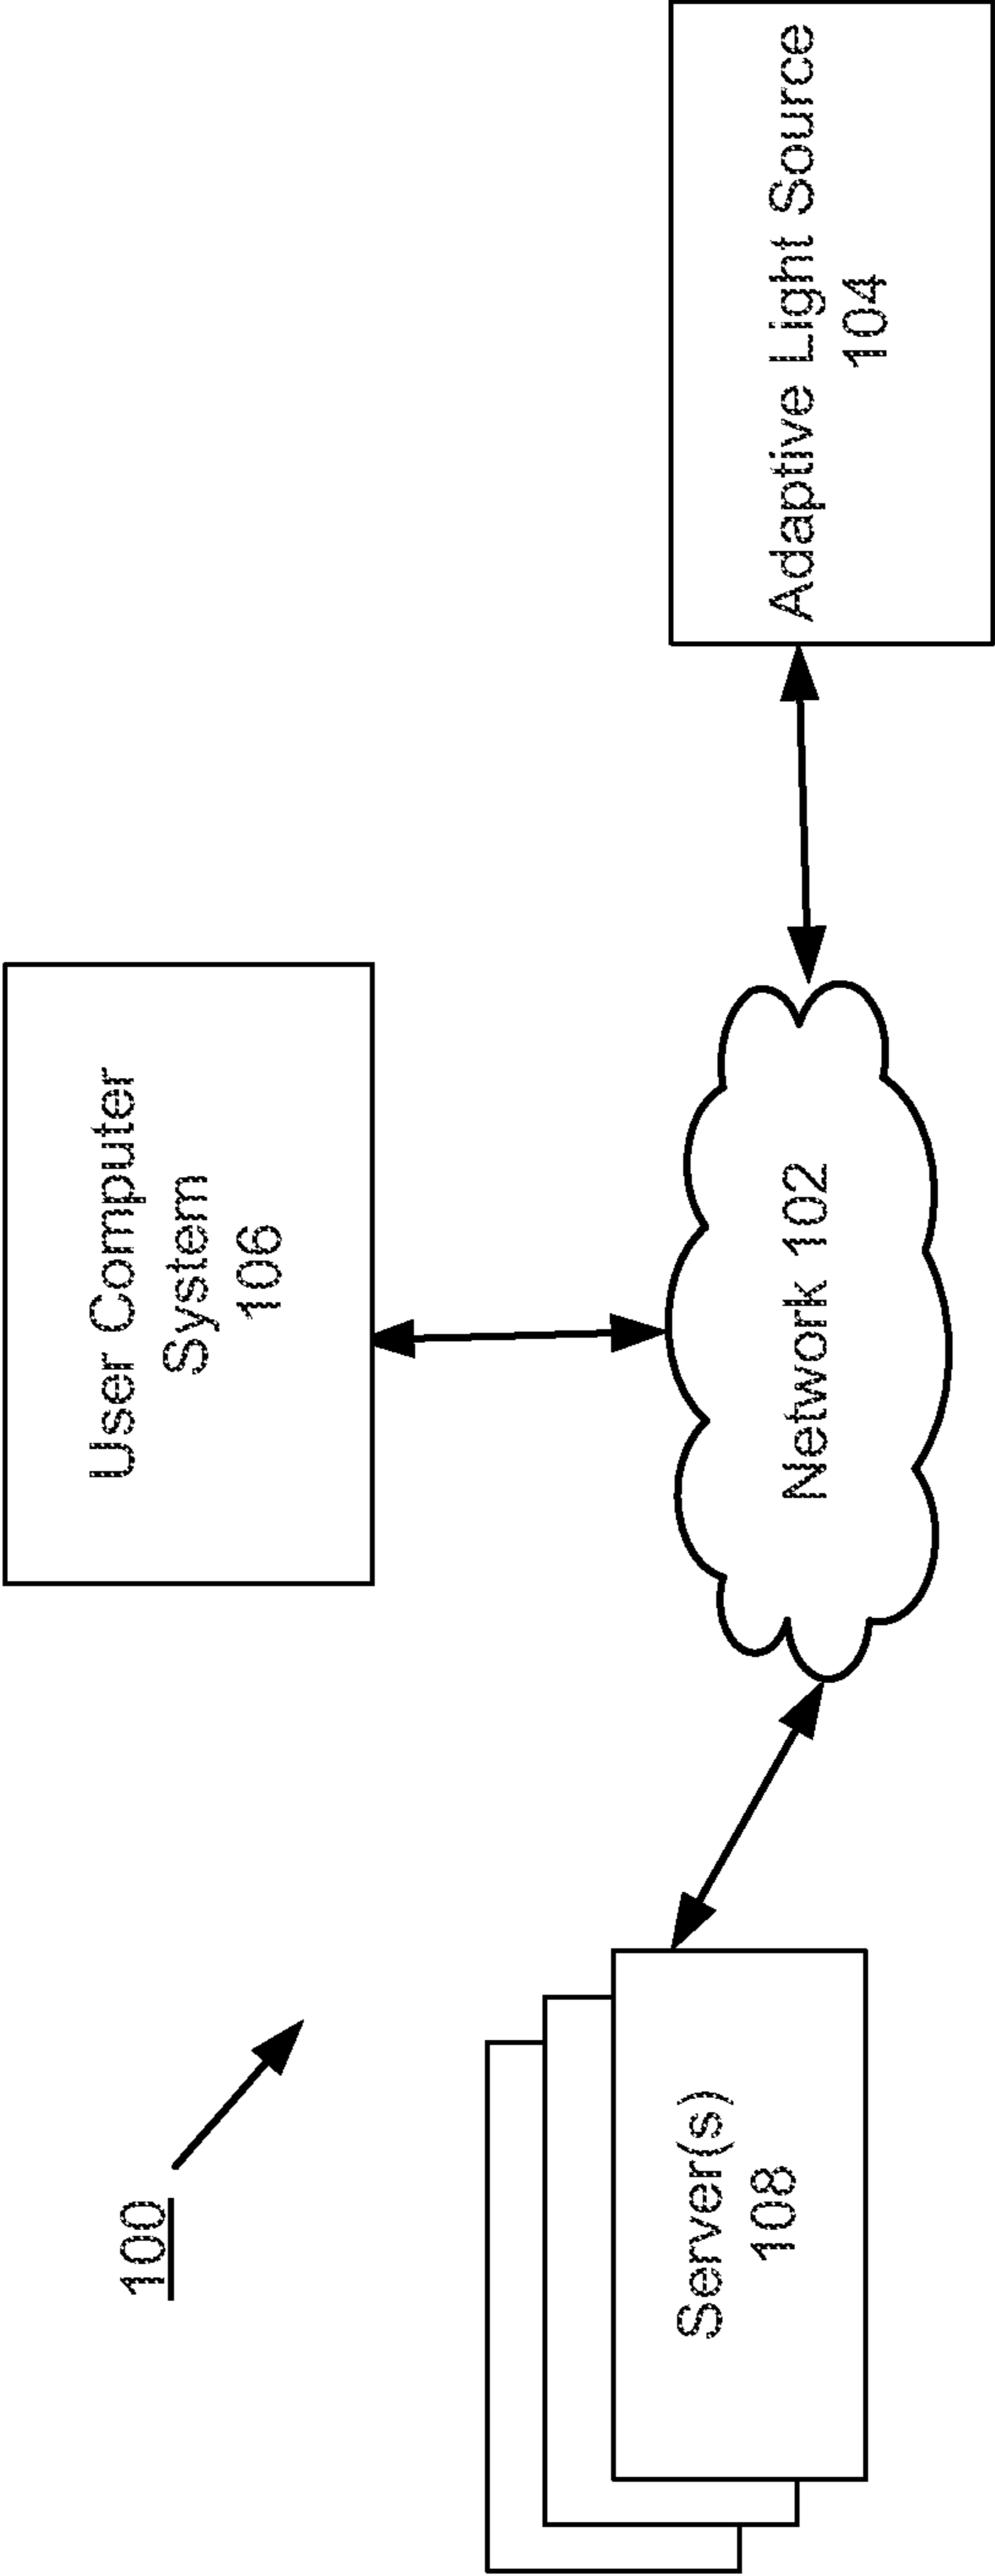 100
User Computer
System
106
Server(s)
108
Network 102
Adaptive Light Source
104